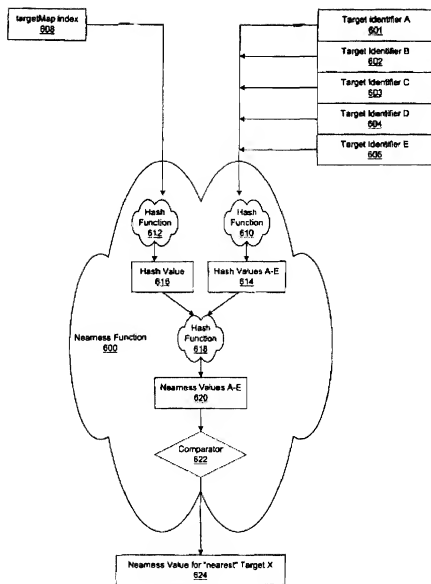 targetMap Index
608
Target Identifier A
601
Target Identifier B
602
Target Identifier C
603
Target Identifier D
604
Target Identifier E
605
Hash
Function
612
Hash
Function
610
Hash Value
616
Hash Values A-E
614
Hash
Function
618
Nearness Function
600
Nearness Values A-E
620
Comparator
622
Nearness Value for "nearest" Target X
624